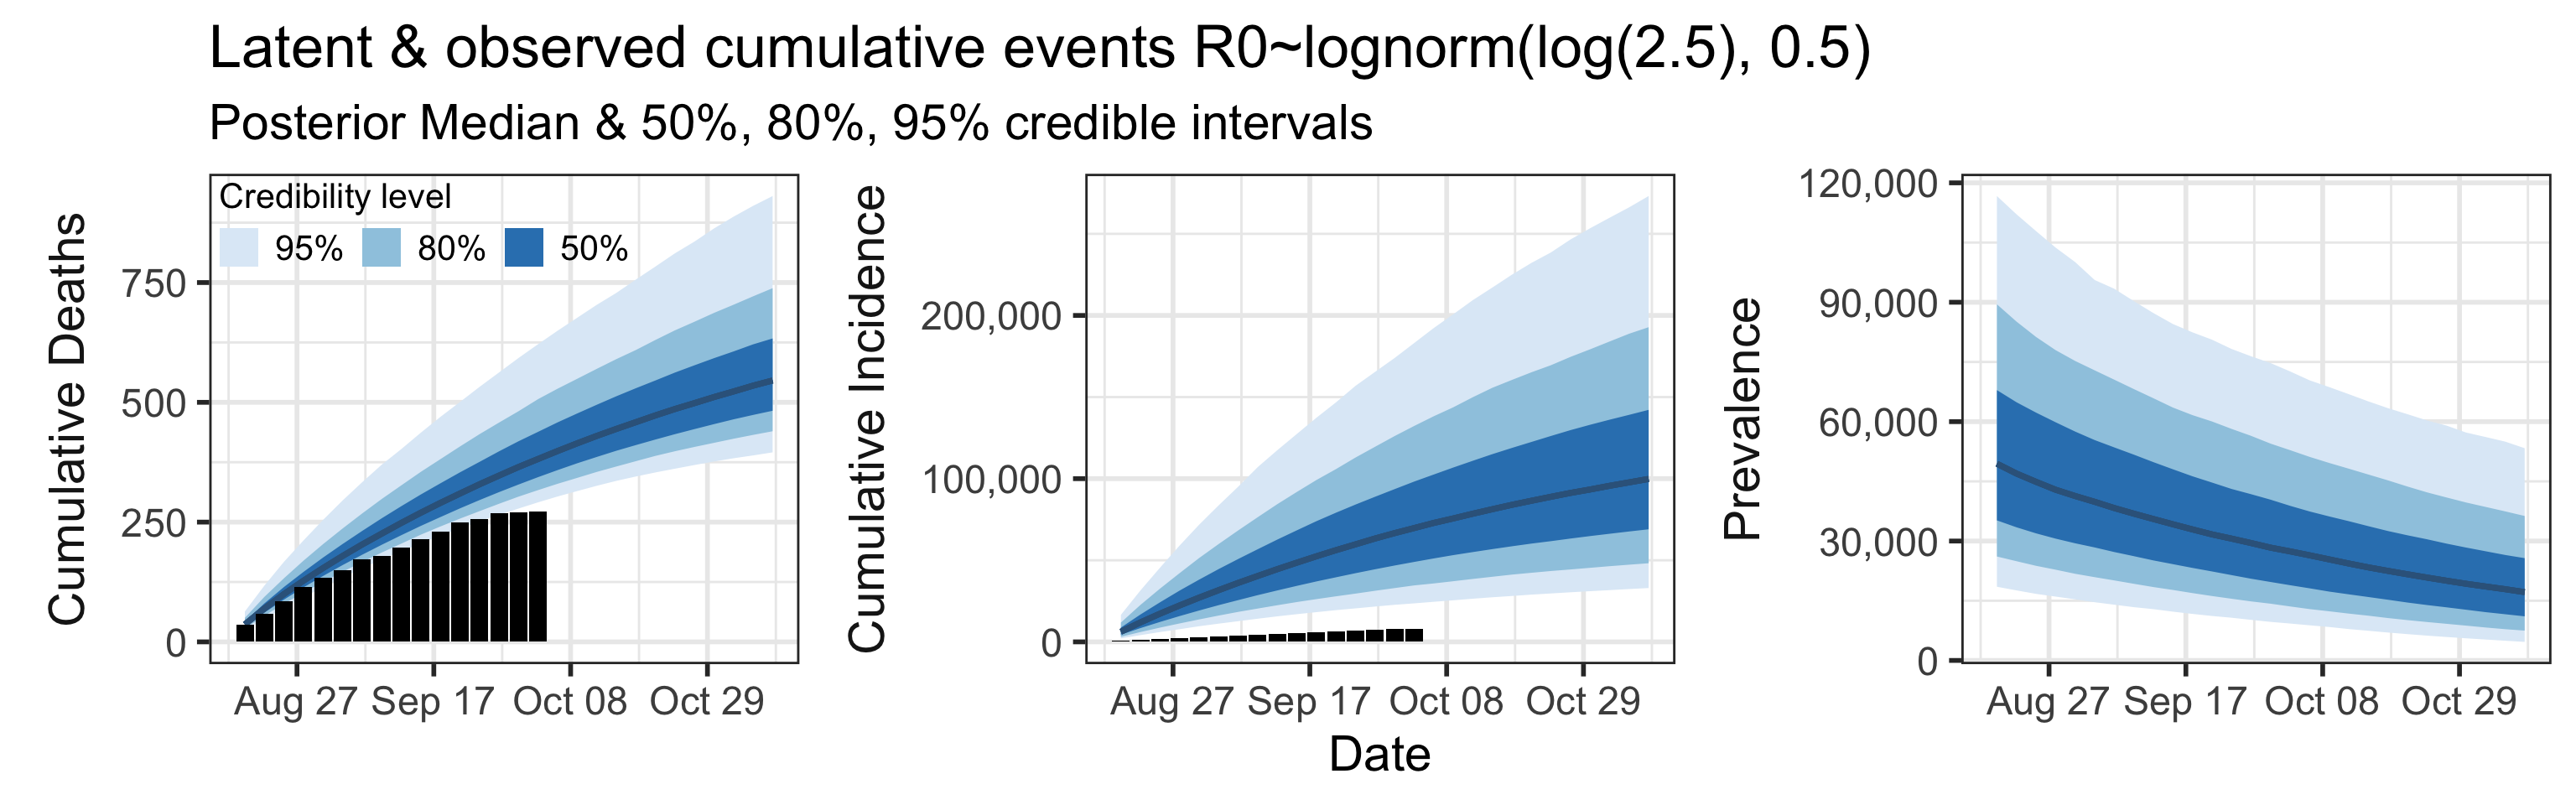 Latent & observed cumulative events R0~lognorm(log(2.5), 0.5)
Posterior Median & 50%, 80%, 95% credible intervals
Cumulative Deaths
Credibility level
95% 80% 50%
750
500
250
0
Aug 27 Sep 17 Oct 08 Oct 29
Cumulative Incidence
200,000
100,000
0
Aug 27 Sep 17 Oct 08 Oct 29
Prevalence
120,000
90,000
60,000
30,000
0
Aug 27 Sep 17 Oct 08 Oct 29
Date